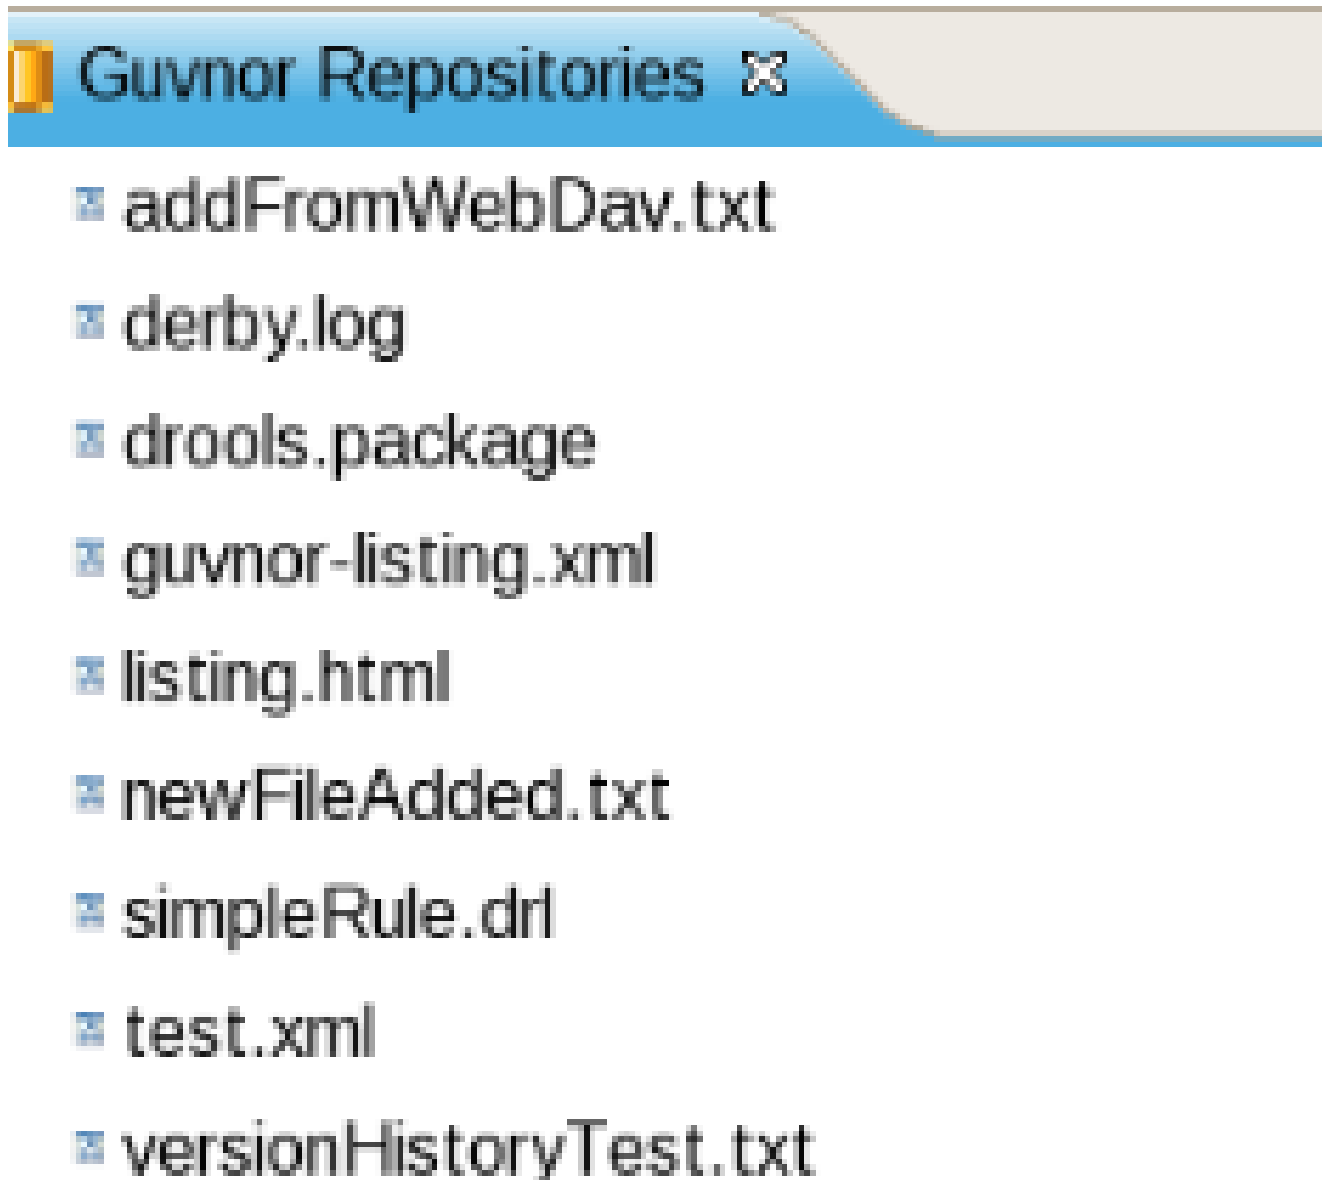 Guvnor Repositories
addFromWebDav.txt
derby.log
drools.package
guvnor-listing.xml
listing.html
newFileAdded.txt
simpleRule.drl
test.xml
versionHistoryTest.txt